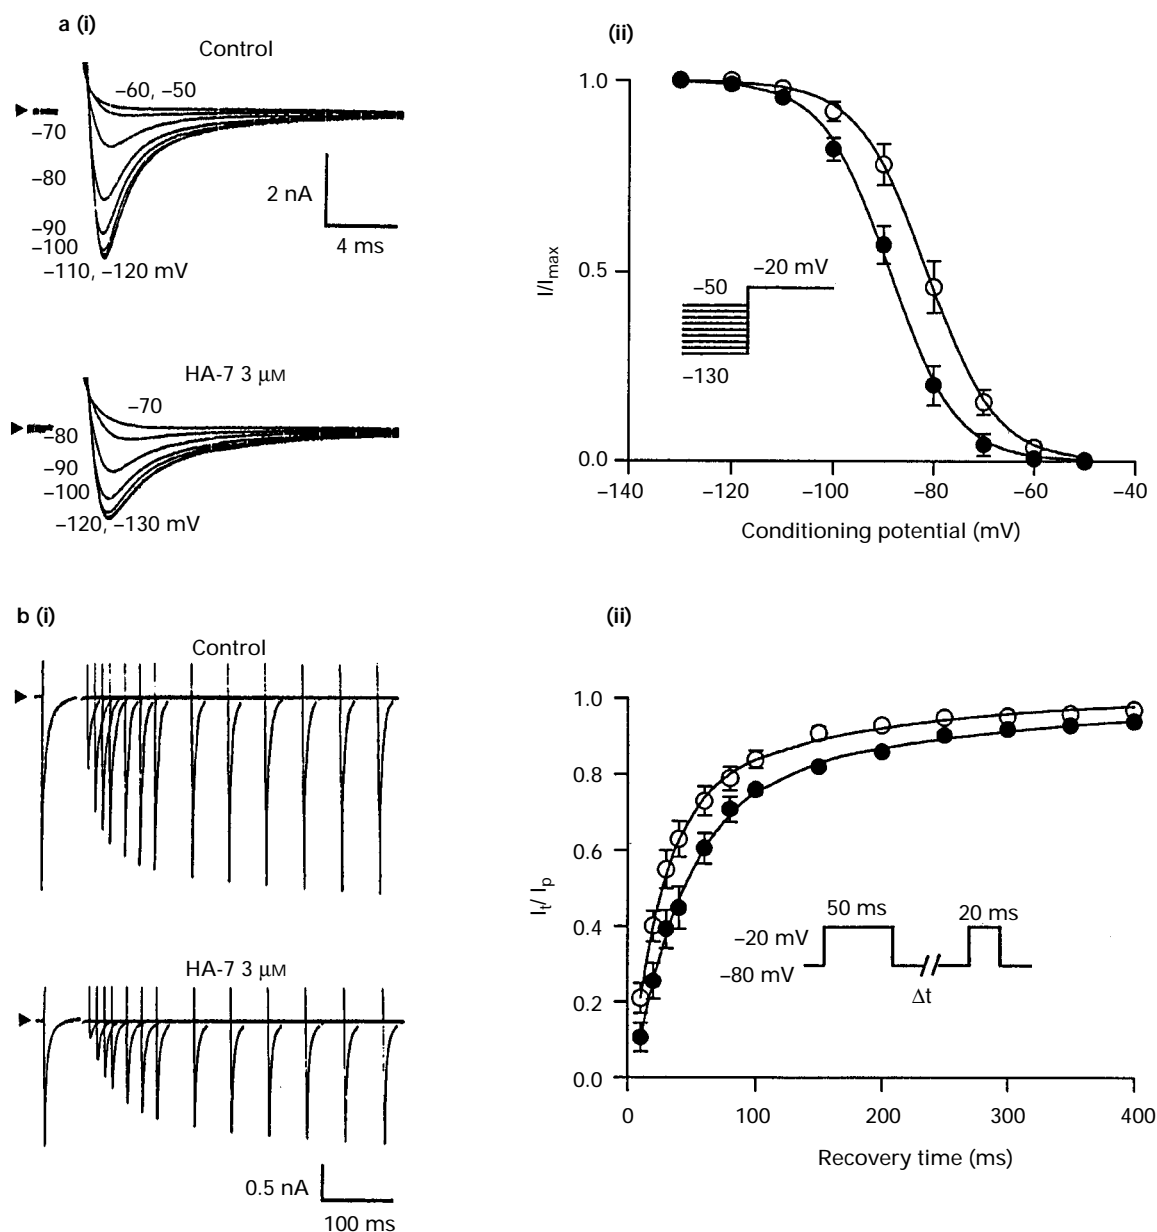 a (i)
Control
–60, –50
–70
–80
–90
–100
–110, –120 mV
2 nA
4 ms
HA-7 3 μM
–70
–80
–90
–100
–120, –130 mV
(ii)
1.0
0.5
0.0
I/Imax
–20 mV
–50
–130
–140
–120
–100
–80
–60
–40
Conditioning potential (mV)
b (i)
Control
HA-7 3 μM
0.5 nA
100 ms
(ii)
1.0
0.8
0.6
0.4
0.2
0.0
It/ Ip
50 ms
20 ms
–20 mV
–80 mV
Δt
0
100
200
300
400
Recovery time (ms)